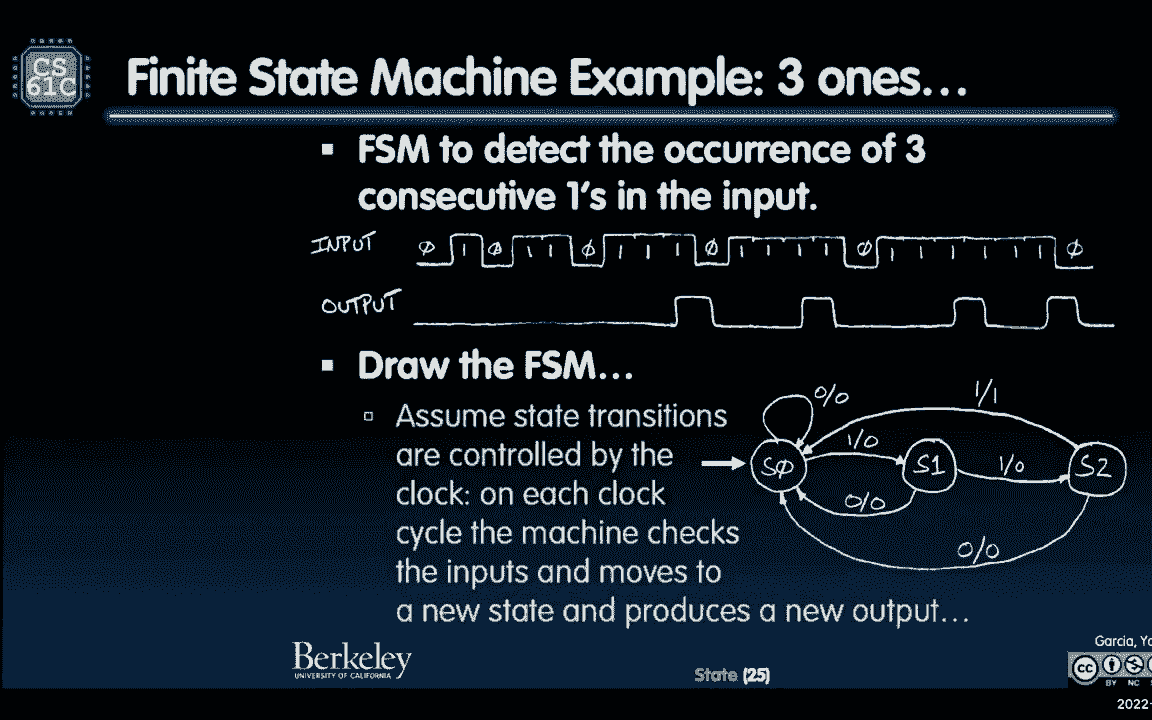 CS
61C
Finite State Machine Example: 3 ones…
▪ FSM to detect the occurrence of 3
consecutive 1's in the input.
INPUT φ 1 φ 1 1 φ 1 1 1 φ 1 1 1 1 φ 1 1 1 1 1 1 φ
OUTPUT
▪ Draw the FSM…
▫ Assume state transitions
are controlled by the
clock: on each clock
cycle the machine checks
the inputs and moves to
a new state and produces a new output…
0/0
1/1
1/0
Sφ
S1
1/0
S2
0/0
0/0
Berkeley
UNIVERSITY OF CALIFORNIA
State (25)
Garcia,
cc
BY NC
2022-